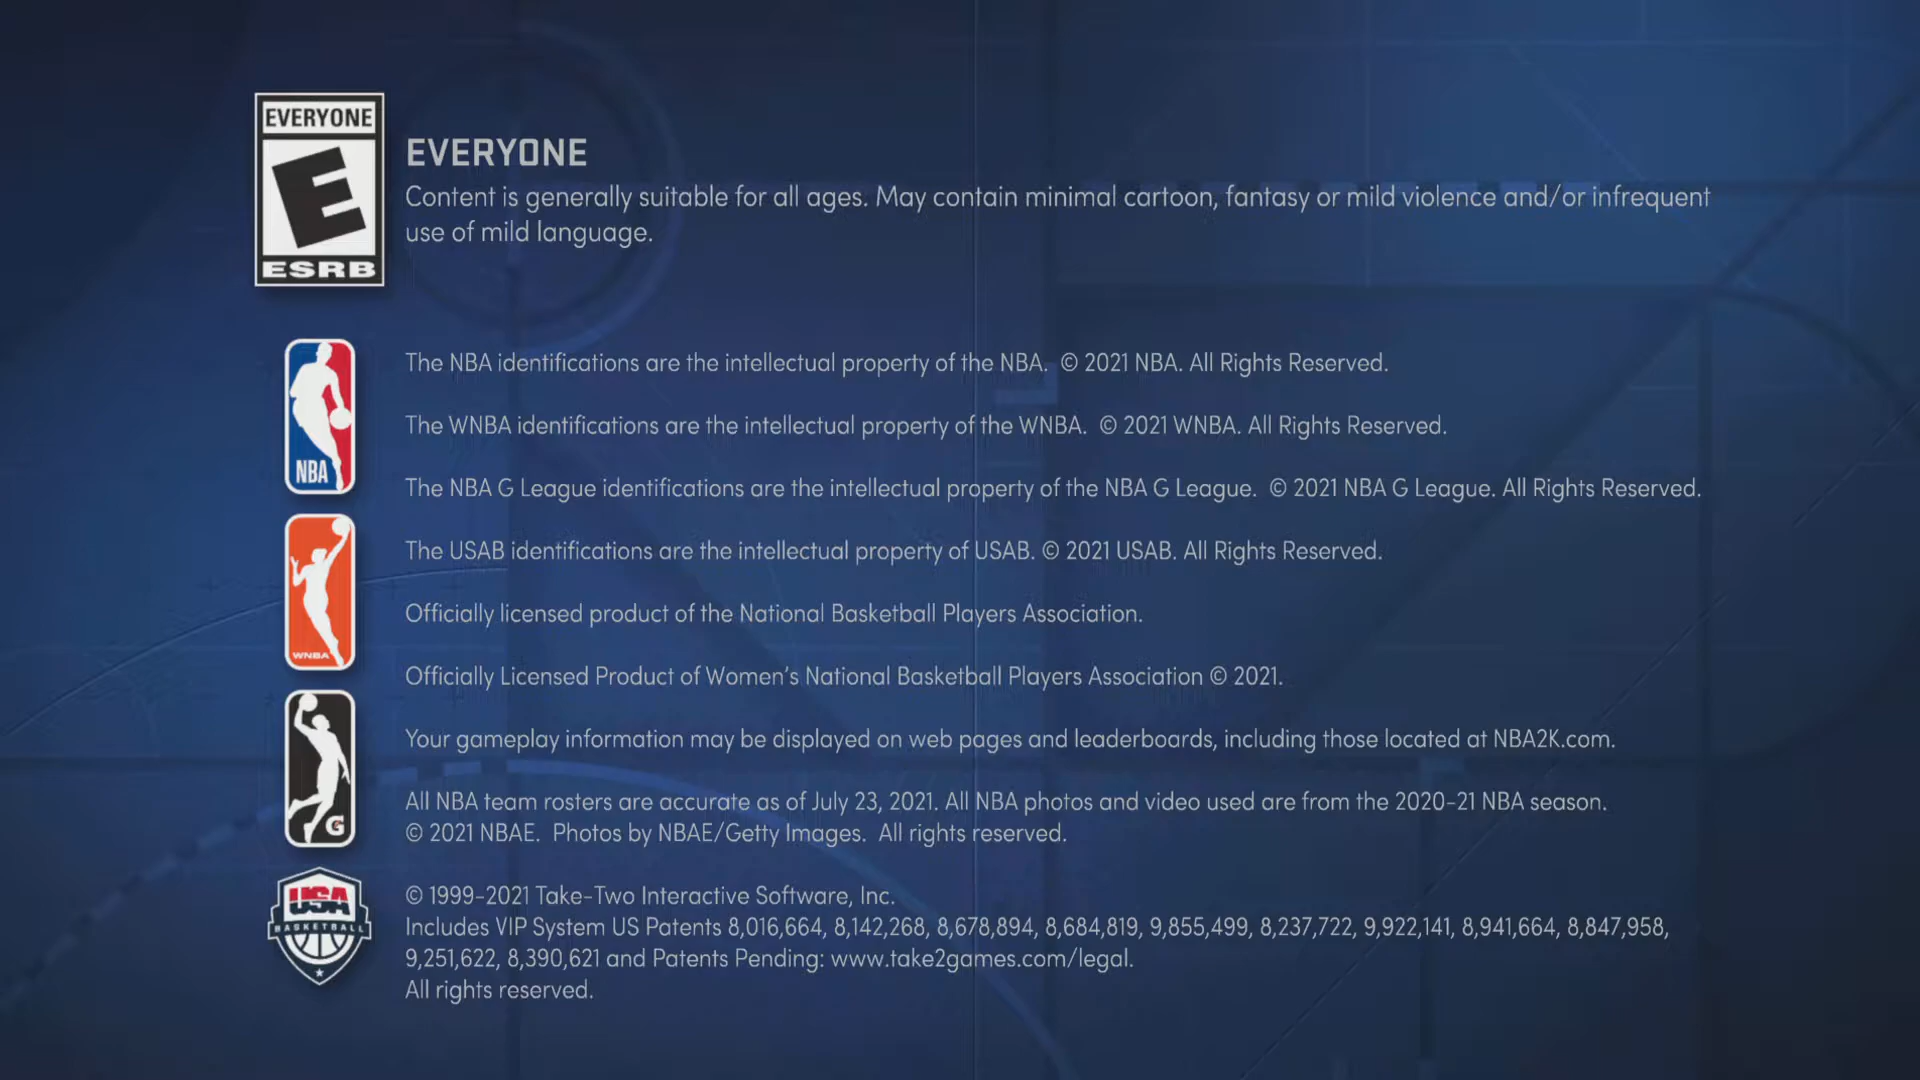 EVERYONE
E
ESRB
EVERYONE
Content is generally suitable for all ages. May contain minimal cartoon, fantasy or mild violence and/or infrequent
use of mild language.
NBA
The NBA identifications are the intellectual property of the NBA. © 2021 NBA. All Rights Reserved.
The WNBA identifications are the intellectual property of the WNBA. © 2021 WNBA. All Rights Reserved.
The NBA G League identifications are the intellectual property of the NBA G League. © 2021 NBA G League. All Rights Reserved.
WNBA
The USAB identifications are the intellectual property of USAB. © 2021 USAB. All Rights Reserved.
Officially licensed product of the National Basketball Players Association.
Officially Licensed Product of Women's National Basketball Players Association © 2021.
G
Your gameplay information may be displayed on web pages and leaderboards, including those located at NBA2K.com.
All NBA team rosters are accurate as of July 23, 2021. All NBA photos and video used are from the 2020-21 NBA season.
© 2021 NBAE. Photos by NBAE/Getty Images. All rights reserved.
USA
BASKETBALL
© 1999-2021 Take-Two Interactive Software, Inc.
Includes VIP System US Patents 8,016,664, 8,142,268, 8,678,894, 8,684,819, 9,855,499, 8,237,722, 9,922,141, 8,941,664, 8,847,958,
9,251,622, 8,390,621 and Patents Pending: www.take2games.com/legal.
All rights reserved.